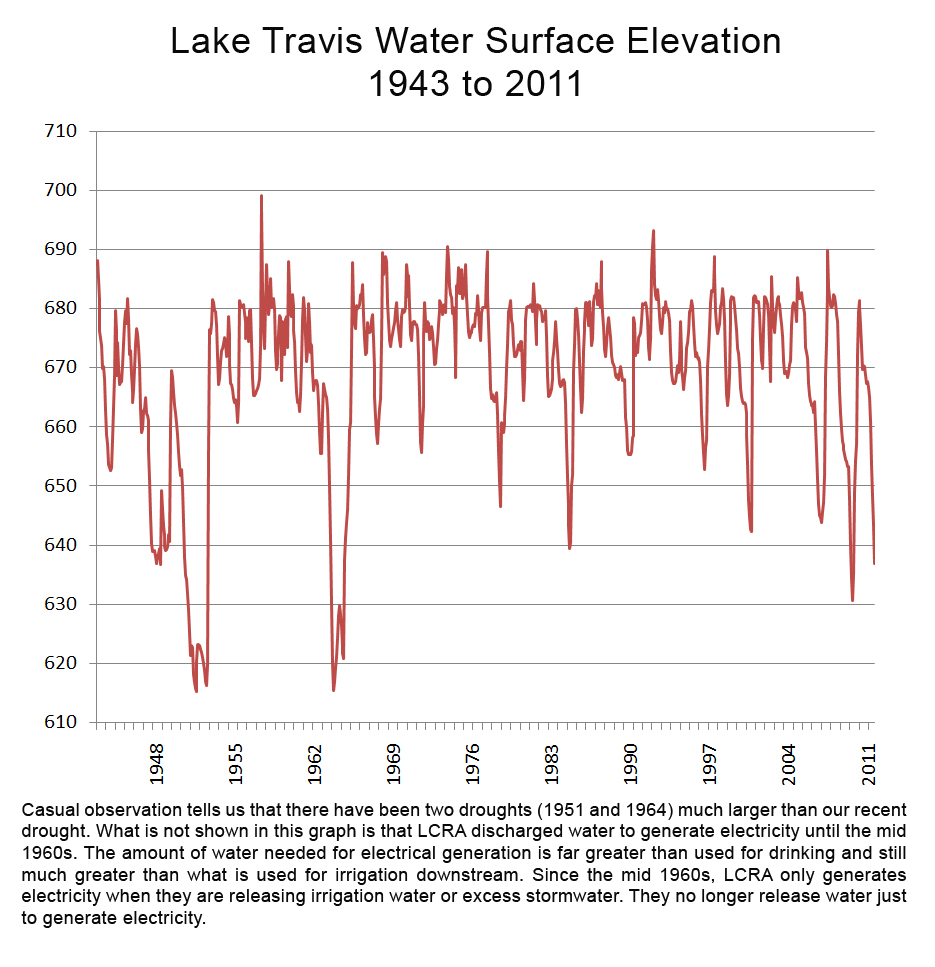 Lake Travis Water Surface Elevation
1943 to 2011
710
700
690
680
670
660
650
640
630
620
610
1948
1955
1962
1969
1976
1983
1990
1997
2004
2011
Casual observation tells us that there have been two droughts (1951 and 1964) much larger than our recent
drought. What is not shown in this graph is that LCRA discharged water to generate electricity until the mid
1960s. The amount of water needed for electrical generation is far greater than used for drinking and still
much greater than what is used for irrigation downstream. Since the mid 1960s, LCRA only generates
electricity when they are releasing irrigation water or excess stormwater. They no longer release water just
to generate electricity.